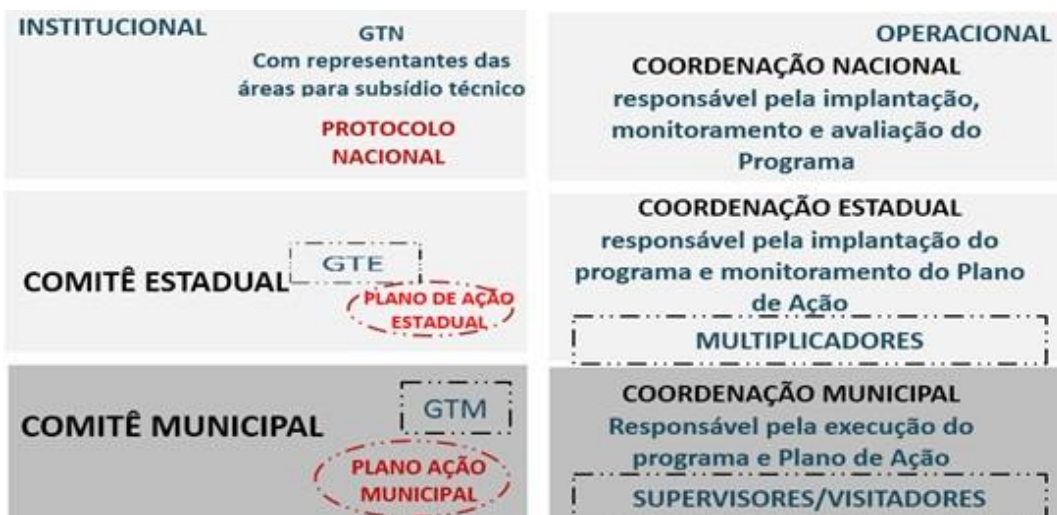 INSTITUCIONAL
GTN
Com representantes das
áreas para subsídio técnico
PROTOCOLO
NACIONAL
OPERACIONAL
COORDENAÇÃO NACIONAL
responsável pela implantação,
monitoramento e avaliação do
Programa
COMITÊ ESTADUAL
GTE
PLANO DE AÇÃO
ESTADUAL
COORDENAÇÃO ESTADUAL
responsável pela implantação do
programa e monitoramento do Plano
de Ação
MULTIPLICADORES
COMITÊ MUNICIPAL
GTM
PLANO AÇÃO
MUNICIPAL
COORDENAÇÃO MUNICIPAL
Responsável pela execução do
programa e Plano de Ação
SUPERVISORES/VISITADORES